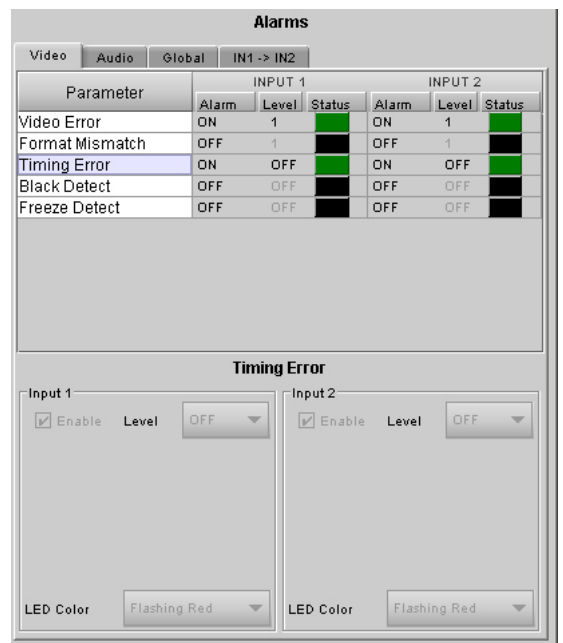 Alarms
Video Audio Global IN1 -> IN2
Parameter INPUT 1 INPUT 2
Alarm Level Status Alarm Level Status
Video Error ON 1 ON 1
Format Mismatch OFF 1 OFF 1
Timing Error ON OFF ON OFF
Black Detect OFF OFF OFF OFF
Freeze Detect OFF OFF OFF OFF
Timing Error
Input 1 Input 2
Enable Level OFF Enable Level OFF
LED Color Flashing Red LED Color Flashing Red